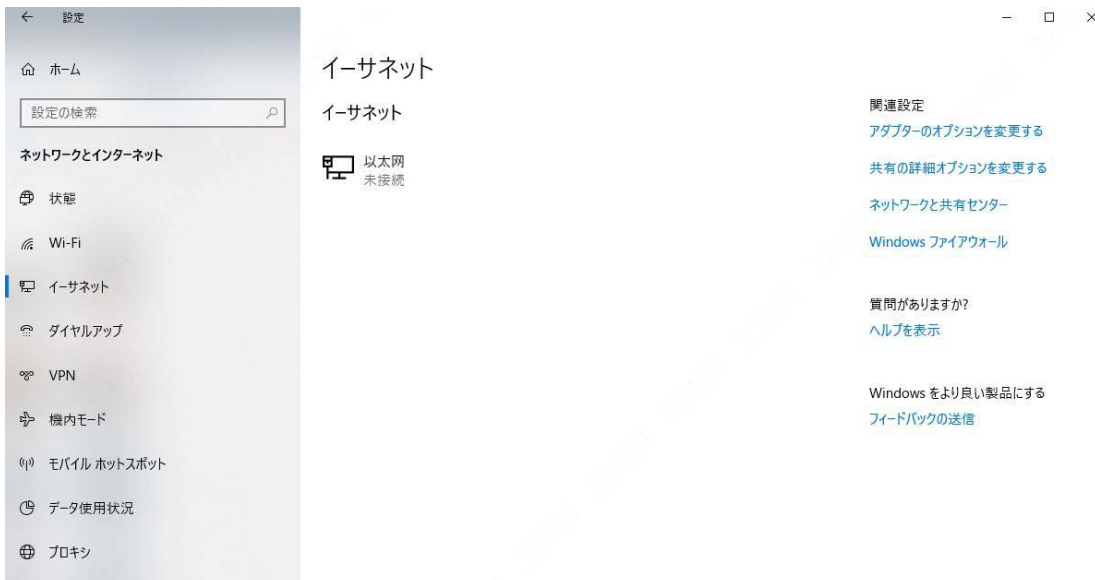 設定
ホーム
設定の検索
ネットワークとインターネット
状態
Wi-Fi
イーサネット
ダイヤルアップ
VPN
機内モード
モバイル ホットスポット
データ使用状況
プロキシ
イーサネット
イーサネット
以太网
未接続
関連設定
アダプターのオプションを変更する
共有の詳細オプションを変更する
ネットワークと共有センター
Windows ファイアウォール
質問がありますか?
ヘルプを表示
Windows をより良い製品にする
フィードバックの送信